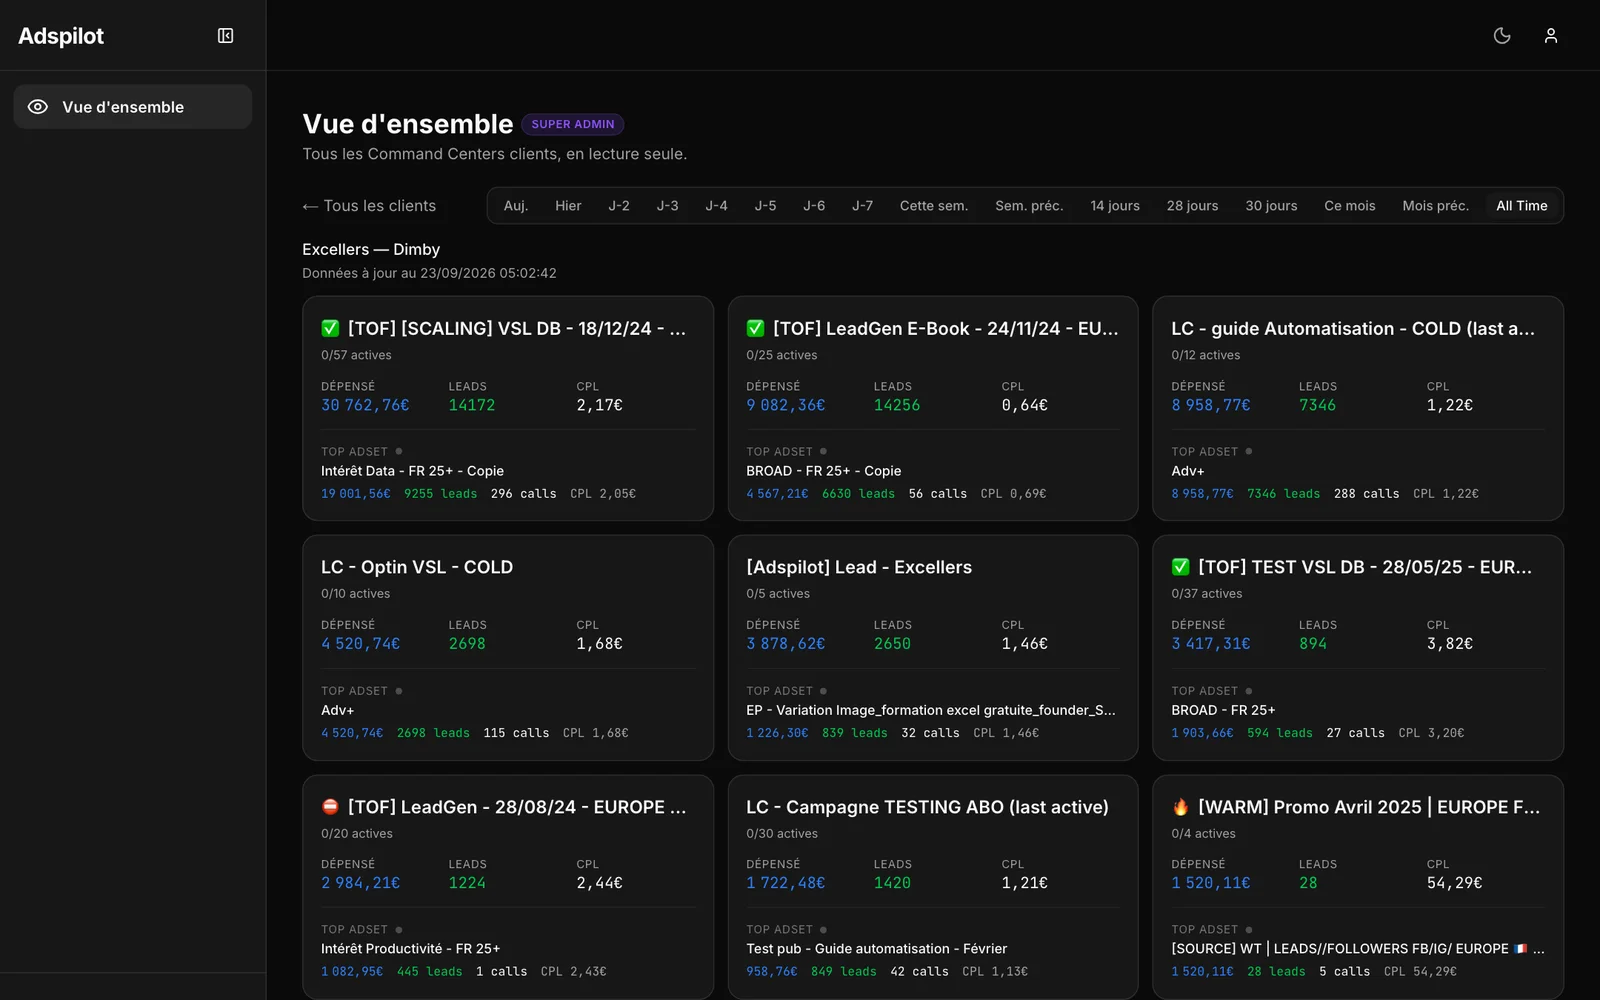 Adspilot
Vue d'ensemble
Vue d'ensemble SUPER ADMIN
Tous les Command Centers clients, en lecture seule.
← Tous les clients
Auj. Hier J-2 J-3 J-4 J-5 J-6 J-7 Cette sem. Sem. préc. 14 jours 28 jours 30 jours Ce mois Mois préc. All Time
Excellers — Dimby
Données à jour au 23/09/2026 05:02:42
✅ [TOF] [SCALING] VSL DB - 18/12/24 - ...
0/57 actives
DÉPENSÉ LEADS CPL
30 762,76€ 14172 2,17€
TOP ADSET
Intérêt Data - FR 25+ - Copie
19 001,56€ 9255 leads 296 calls CPL 2,05€
✅ [TOF] LeadGen E-Book - 24/11/24 - EU...
0/25 actives
DÉPENSÉ LEADS CPL
9 082,36€ 14256 0,64€
TOP ADSET
BROAD - FR 25+ - Copie
4 567,21€ 6630 leads 56 calls CPL 0,69€
LC - guide Automatisation - COLD (last a...
0/12 actives
DÉPENSÉ LEADS CPL
8 958,77€ 7346 1,22€
TOP ADSET
Adv+
8 958,77€ 7346 leads 288 calls CPL 1,22€
LC - Optin VSL - COLD
0/10 actives
DÉPENSÉ LEADS CPL
4 520,74€ 2698 1,68€
TOP ADSET
Adv+
4 520,74€ 2698 leads 115 calls CPL 1,68€
[Adspilot] Lead - Excellers
0/5 actives
DÉPENSÉ LEADS CPL
3 878,62€ 2650 1,46€
TOP ADSET
EP - Variation Image_formation excel gratuite_founder_S...
1 226,30€ 839 leads 32 calls CPL 1,46€
✅ [TOF] TEST VSL DB - 28/05/25 - EUR...
0/37 actives
DÉPENSÉ LEADS CPL
3 417,31€ 894 3,82€
TOP ADSET
BROAD - FR 25+
1 903,66€ 594 leads 27 calls CPL 3,20€
⛔ [TOF] LeadGen - 28/08/24 - EUROPE ...
0/20 actives
DÉPENSÉ LEADS CPL
2 984,21€ 1224 2,44€
TOP ADSET
Intérêt Productivité - FR 25+
1 082,95€ 445 leads 1 calls CPL 2,43€
LC - Campagne TESTING ABO (last active)
0/30 actives
DÉPENSÉ LEADS CPL
1 722,48€ 1420 1,21€
TOP ADSET
Test pub - Guide automatisation - Février
958,76€ 849 leads 42 calls CPL 1,13€
🔥 [WARM] Promo Avril 2025 | EUROPE F...
0/4 actives
DÉPENSÉ LEADS CPL
1 520,11€ 28 54,29€
TOP ADSET
[SOURCE] WT | LEADS//FOLLOWERS FB/IG/ EUROPE 🇫🇷 ...
1 520,11€ 28 leads 5 calls CPL 54,29€